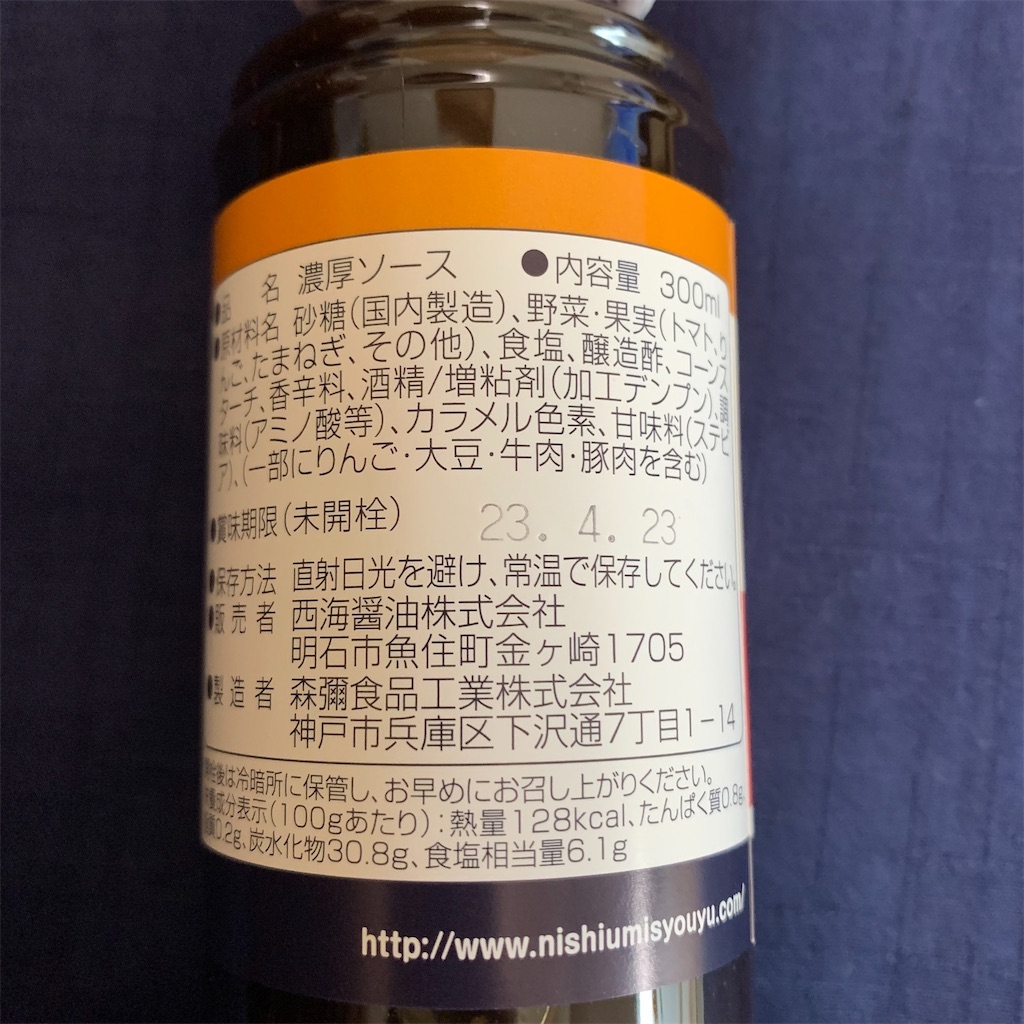 ●品 名 濃厚ソース ●内容量 300ml
●原材料名 砂糖(国内製造)、野菜・果実(トマト、り
んご、たまねぎ、その他)、食塩、醸造酢、コーンス
ターチ、香辛料、酒精/増粘剤(加工デンプン)、調
味料(アミノ酸等)、カラメル色素、甘味料(ステビ
ア)、(一部にりんご・大豆・牛肉・豚肉を含む)
●賞味期限(未開栓) 23. 4. 23
●保存方法 直射日光を避け、常温で保存してください。
●販売者 西海醤油株式会社
明石市魚住町金ヶ崎1705
●製造者 森彌食品工業株式会社
神戸市兵庫区下沢通7丁目1-14
開栓後は冷暗所に保管し、お早めにお召し上がりください。
栄養成分表示(100gあたり):熱量128kcal、たんぱく質0.8g、
脂質0.2g、炭水化物30.8g、食塩相当量6.1g
http://www.nishiumisyouyu.com/